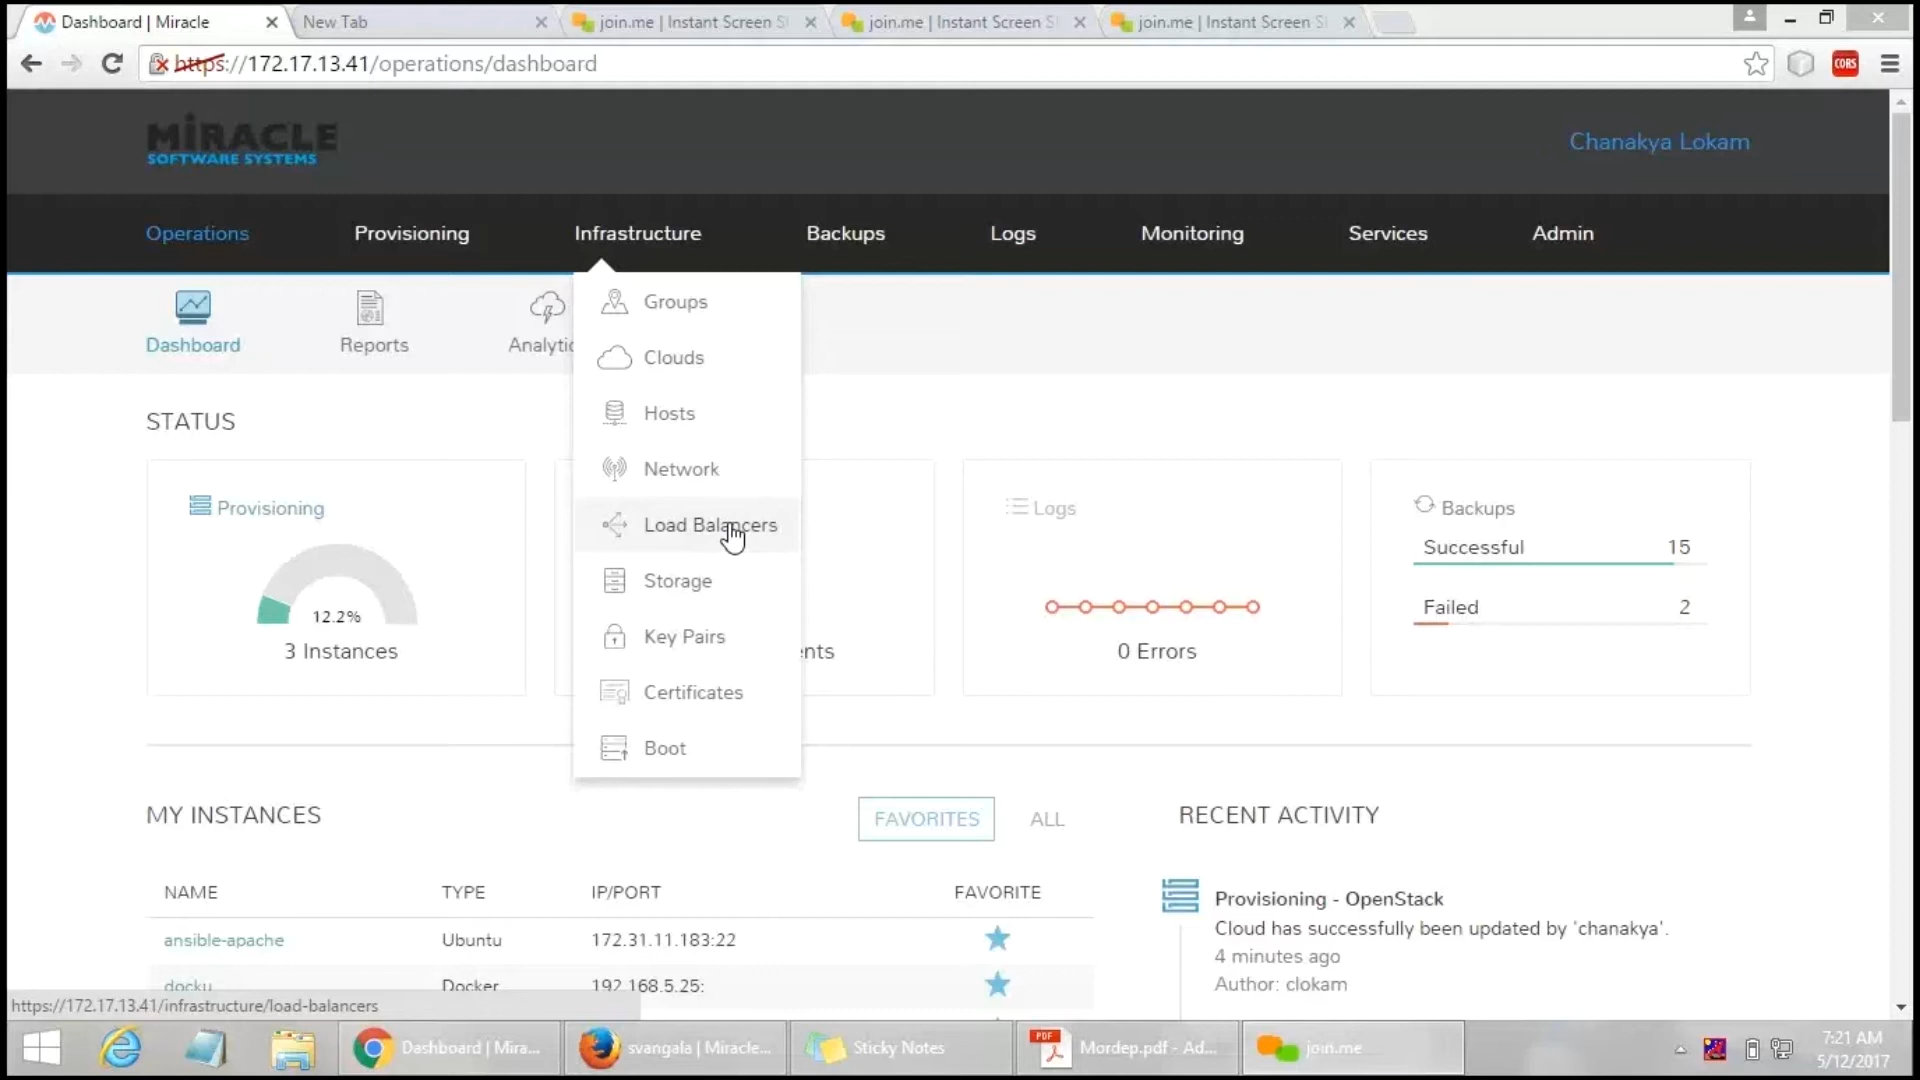 Dashboard | Miracle
New Tab
join.me | Instant Screen S
join.me | Instant Screen S
join.me | Instant Screen S
https://172.17.13.41/operations/dashboard
CORS
MiRACLE
SOFTWARE SYSTEMS
Chanakya Lokam
Operations
Provisioning
Infrastructure
Backups
Logs
Monitoring
Services
Admin
Dashboard
Reports
Analytic
Groups
Clouds
Hosts
Network
Load Balancers
Storage
Key Pairs
Certificates
Boot
STATUS
Provisioning
12.2%
3 Instances
nts
Logs
0 Errors
Backups
Successful 15
Failed 2
MY INSTANCES
FAVORITES
ALL
NAME TYPE IP/PORT FAVORITE
ansible-apache Ubuntu 172.31.11.183:22
docku Docker 192.168.5.25:
RECENT ACTIVITY
Provisioning - OpenStack
Cloud has successfully been updated by 'chanakya'.
4 minutes ago
Author: clokam
https://172.17.13.41/infrastructure/load-balancers
Dashboard | Mira...
svangala | Miracle...
Sticky Notes
PDF
Mordep.pdf - Ad...
join.me
7:21 AM
5/12/2017